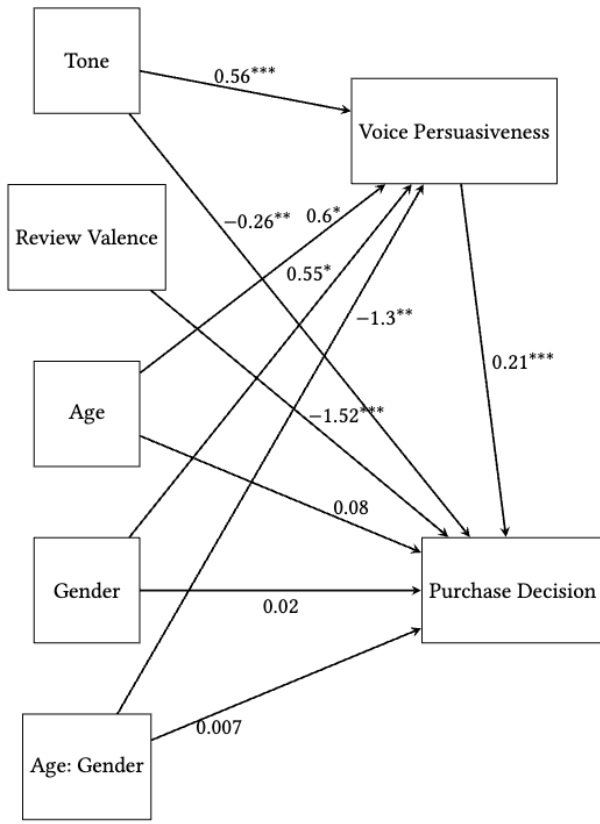 Tone
0.56***
Voice Persuasiveness
−0.26**
0.6*
Review Valence
0.55*
−1.3**
0.21***
Age
−1.52***
0.08
Gender
0.02
Purchase Decision
0.007
Age: Gender